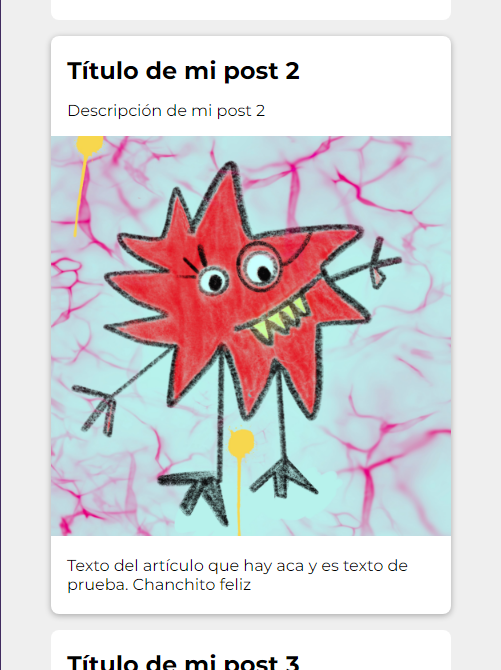 Título de mi post 2
Descripción de mi post 2
Texto del artículo que hay aca y es texto de
prueba. Chanchito feliz
Título de mi post 3